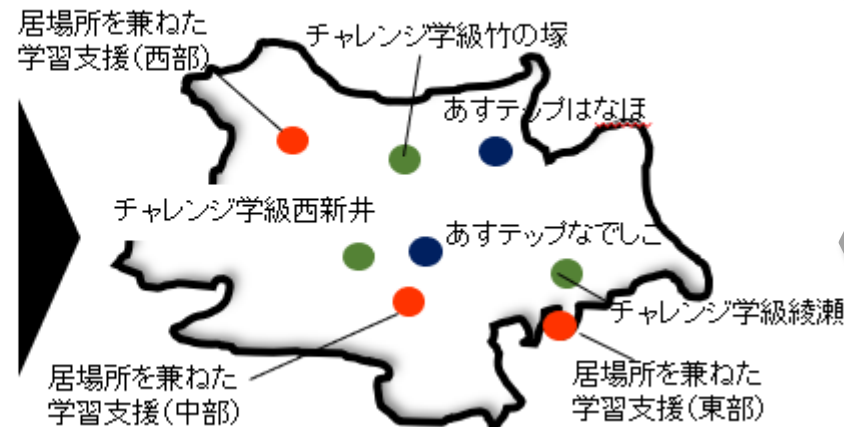 居場所を兼ねた
学習支援(西部)
チャレンジ学級竹の塚
あすテップはなほ
チャレンジ学級西新井
あすテップなでしこ
チャレンジ学級綾瀬
居場所を兼ねた
学習支援(中部)
居場所を兼ねた
学習支援(東部)